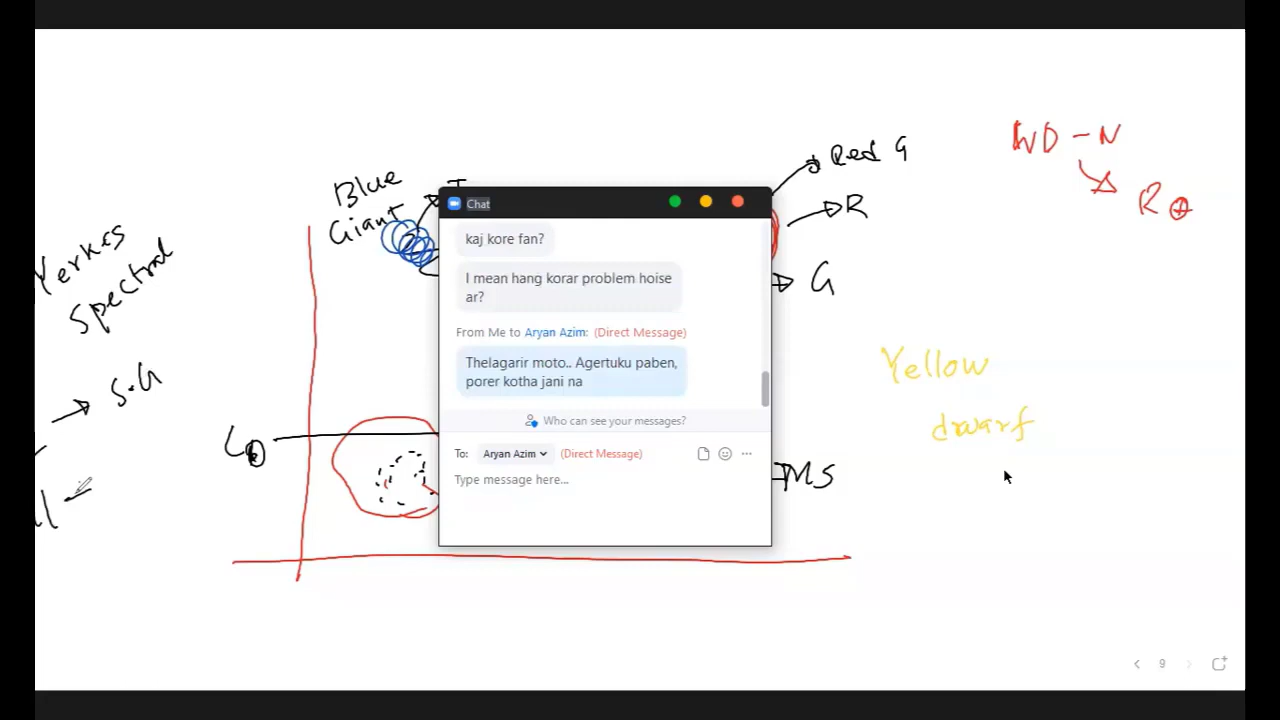 Red G
WD - N
Blue
Giant
R
R⊕
Yerkes
Spectral
G
Chat
kaj kore fan?
I mean hang korar problem hoise
ar?
From Me to Aryan Azim: (Direct Message)
Thelagarir moto.. Agertuku paben,
porer kotha jani na
Who can see your messages?
To: Aryan Azim (Direct Message)
Type message here...
Yellow
dwarf
S.G
MS
9